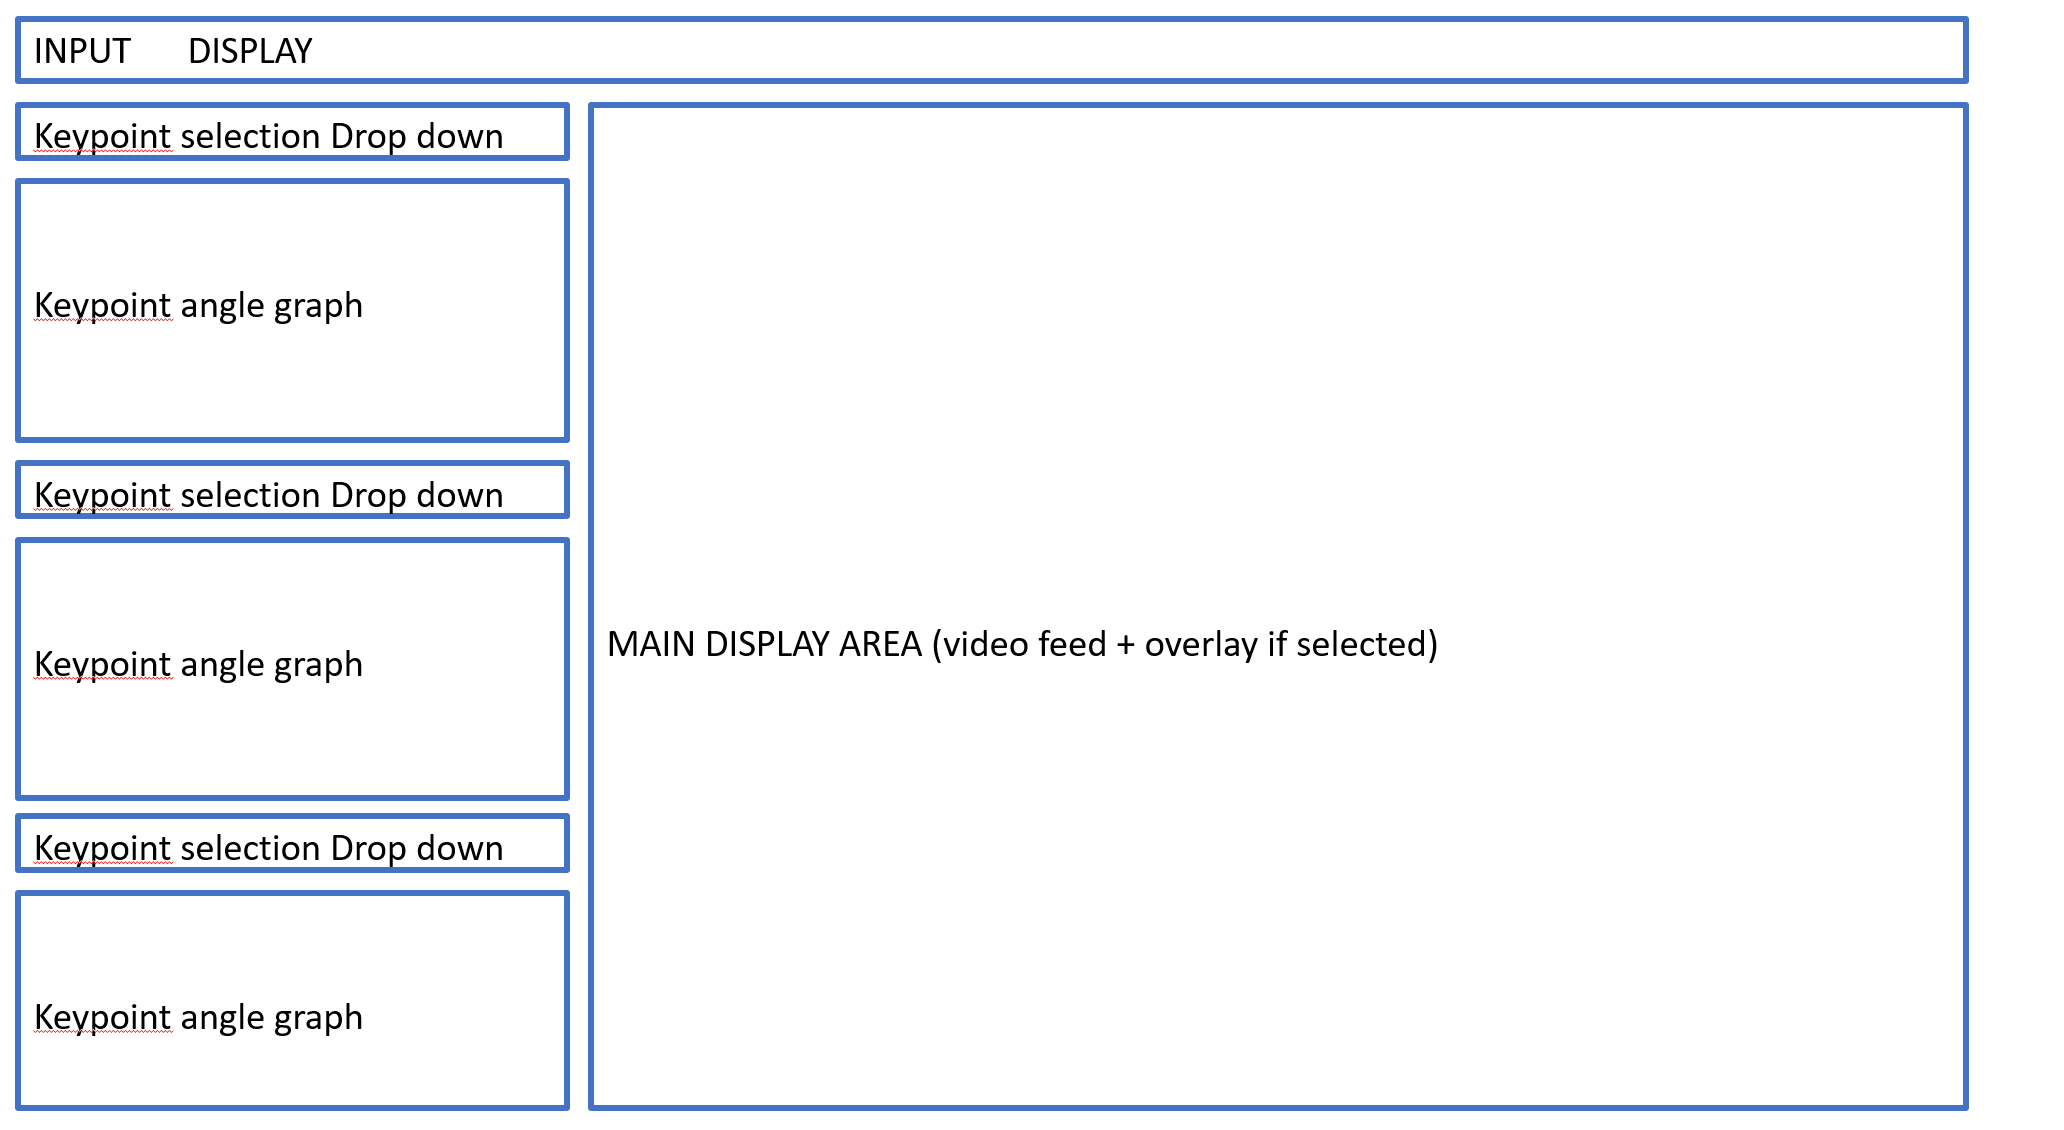 INPUT DISPLAY
Keypoint selection Drop down
Keypoint angle graph
Keypoint selection Drop down
Keypoint angle graph
Keypoint selection Drop down
Keypoint angle graph
MAIN DISPLAY AREA (video feed + overlay if selected)